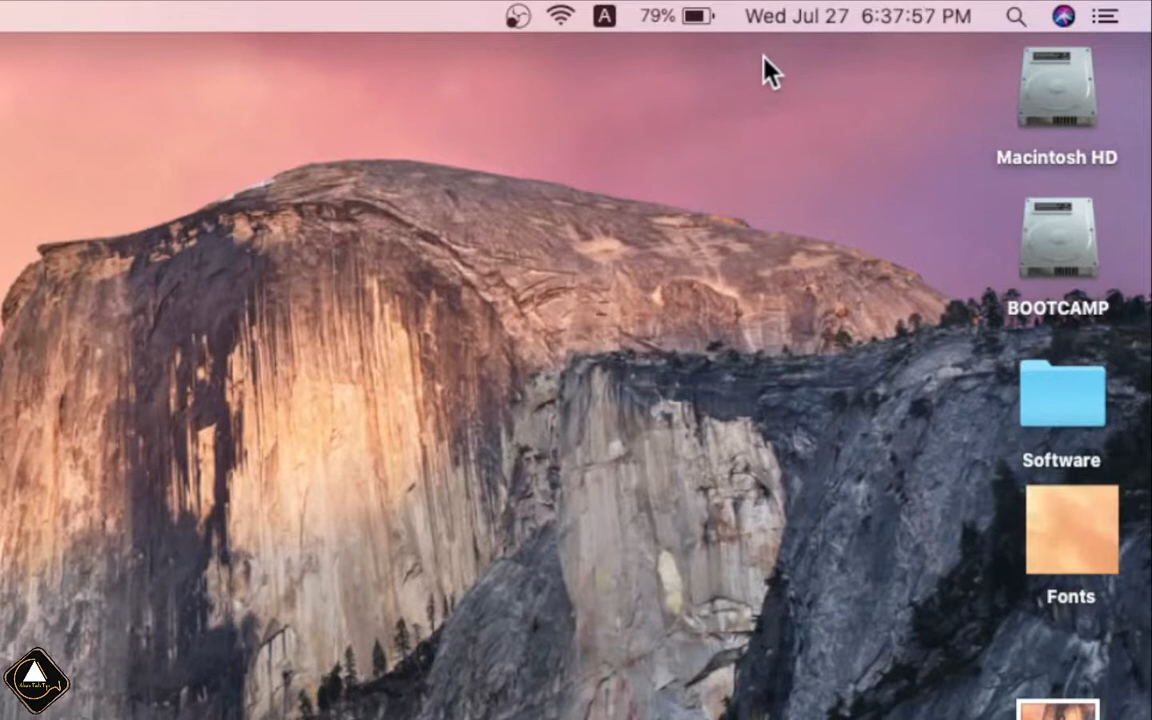 A 79% Wed Jul 27 6:37:57 PM
Macintosh HD
BOOTCAMP
Software
Fonts